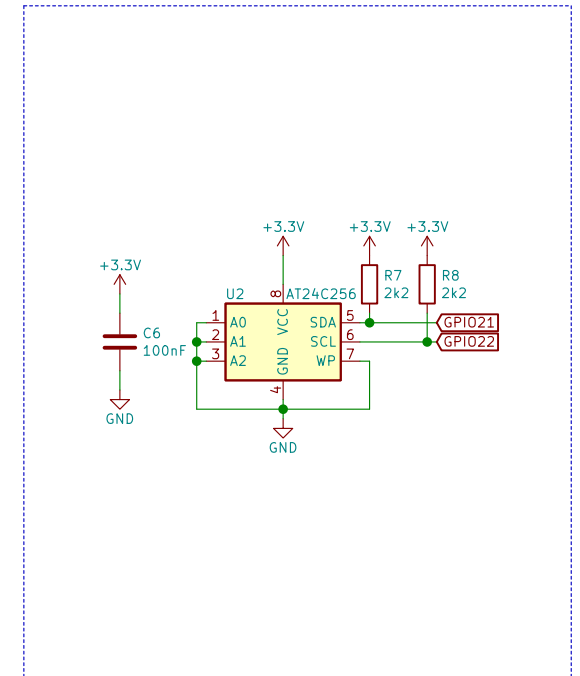 +3.3V +3.3V +3.3V
+3.3V
R7 R8
2k2 2k2
U2 AT24C256
8
VCC
1 A0 SDA 5 GPIO21
2 A1 SCL 6 GPIO22
3 A2 WP 7
GND
4
C6
100nF
GND
GND